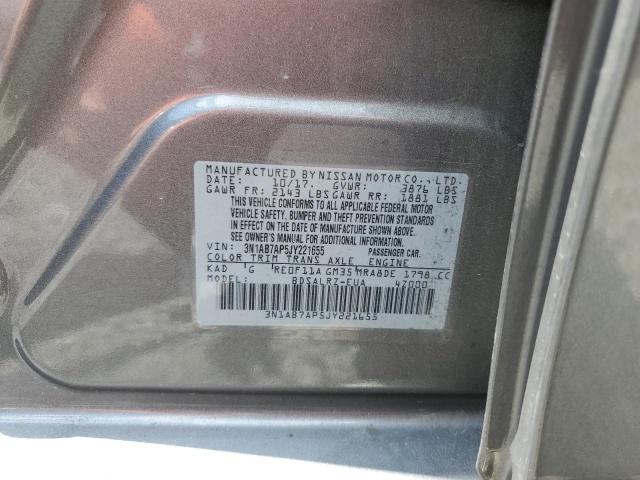 MANUFACTURED BY NISSAN MOTOR CO., LTD.
DATE: 10/17. GVWR: 3876 LBS
GAWR FR: 2143 LBS GAWR RR: 1881 LBS
THIS VEHICLE CONFORMS TO ALL APPLICABLE FEDERAL MOTOR
VEHICLE SAFETY, BUMPER AND THEFT PREVENTION STANDARDS
IN EFFECT ON THE DATE OF MANUFACTURE SHOWN ABOVE.
SEE OWNER'S MANUAL FOR ADDITIONAL INFORMATION.
VIN: 3N1AB7AP5JY221655 PASSENGER CAR.
COLOR TRIM TRANS AXLE ENGINE
KAD G RE0F11A GM35 MRA8DE 1798 CC
MODEL: BDSALRZ-EUA 4Z000
3N1AB7AP5JY221655